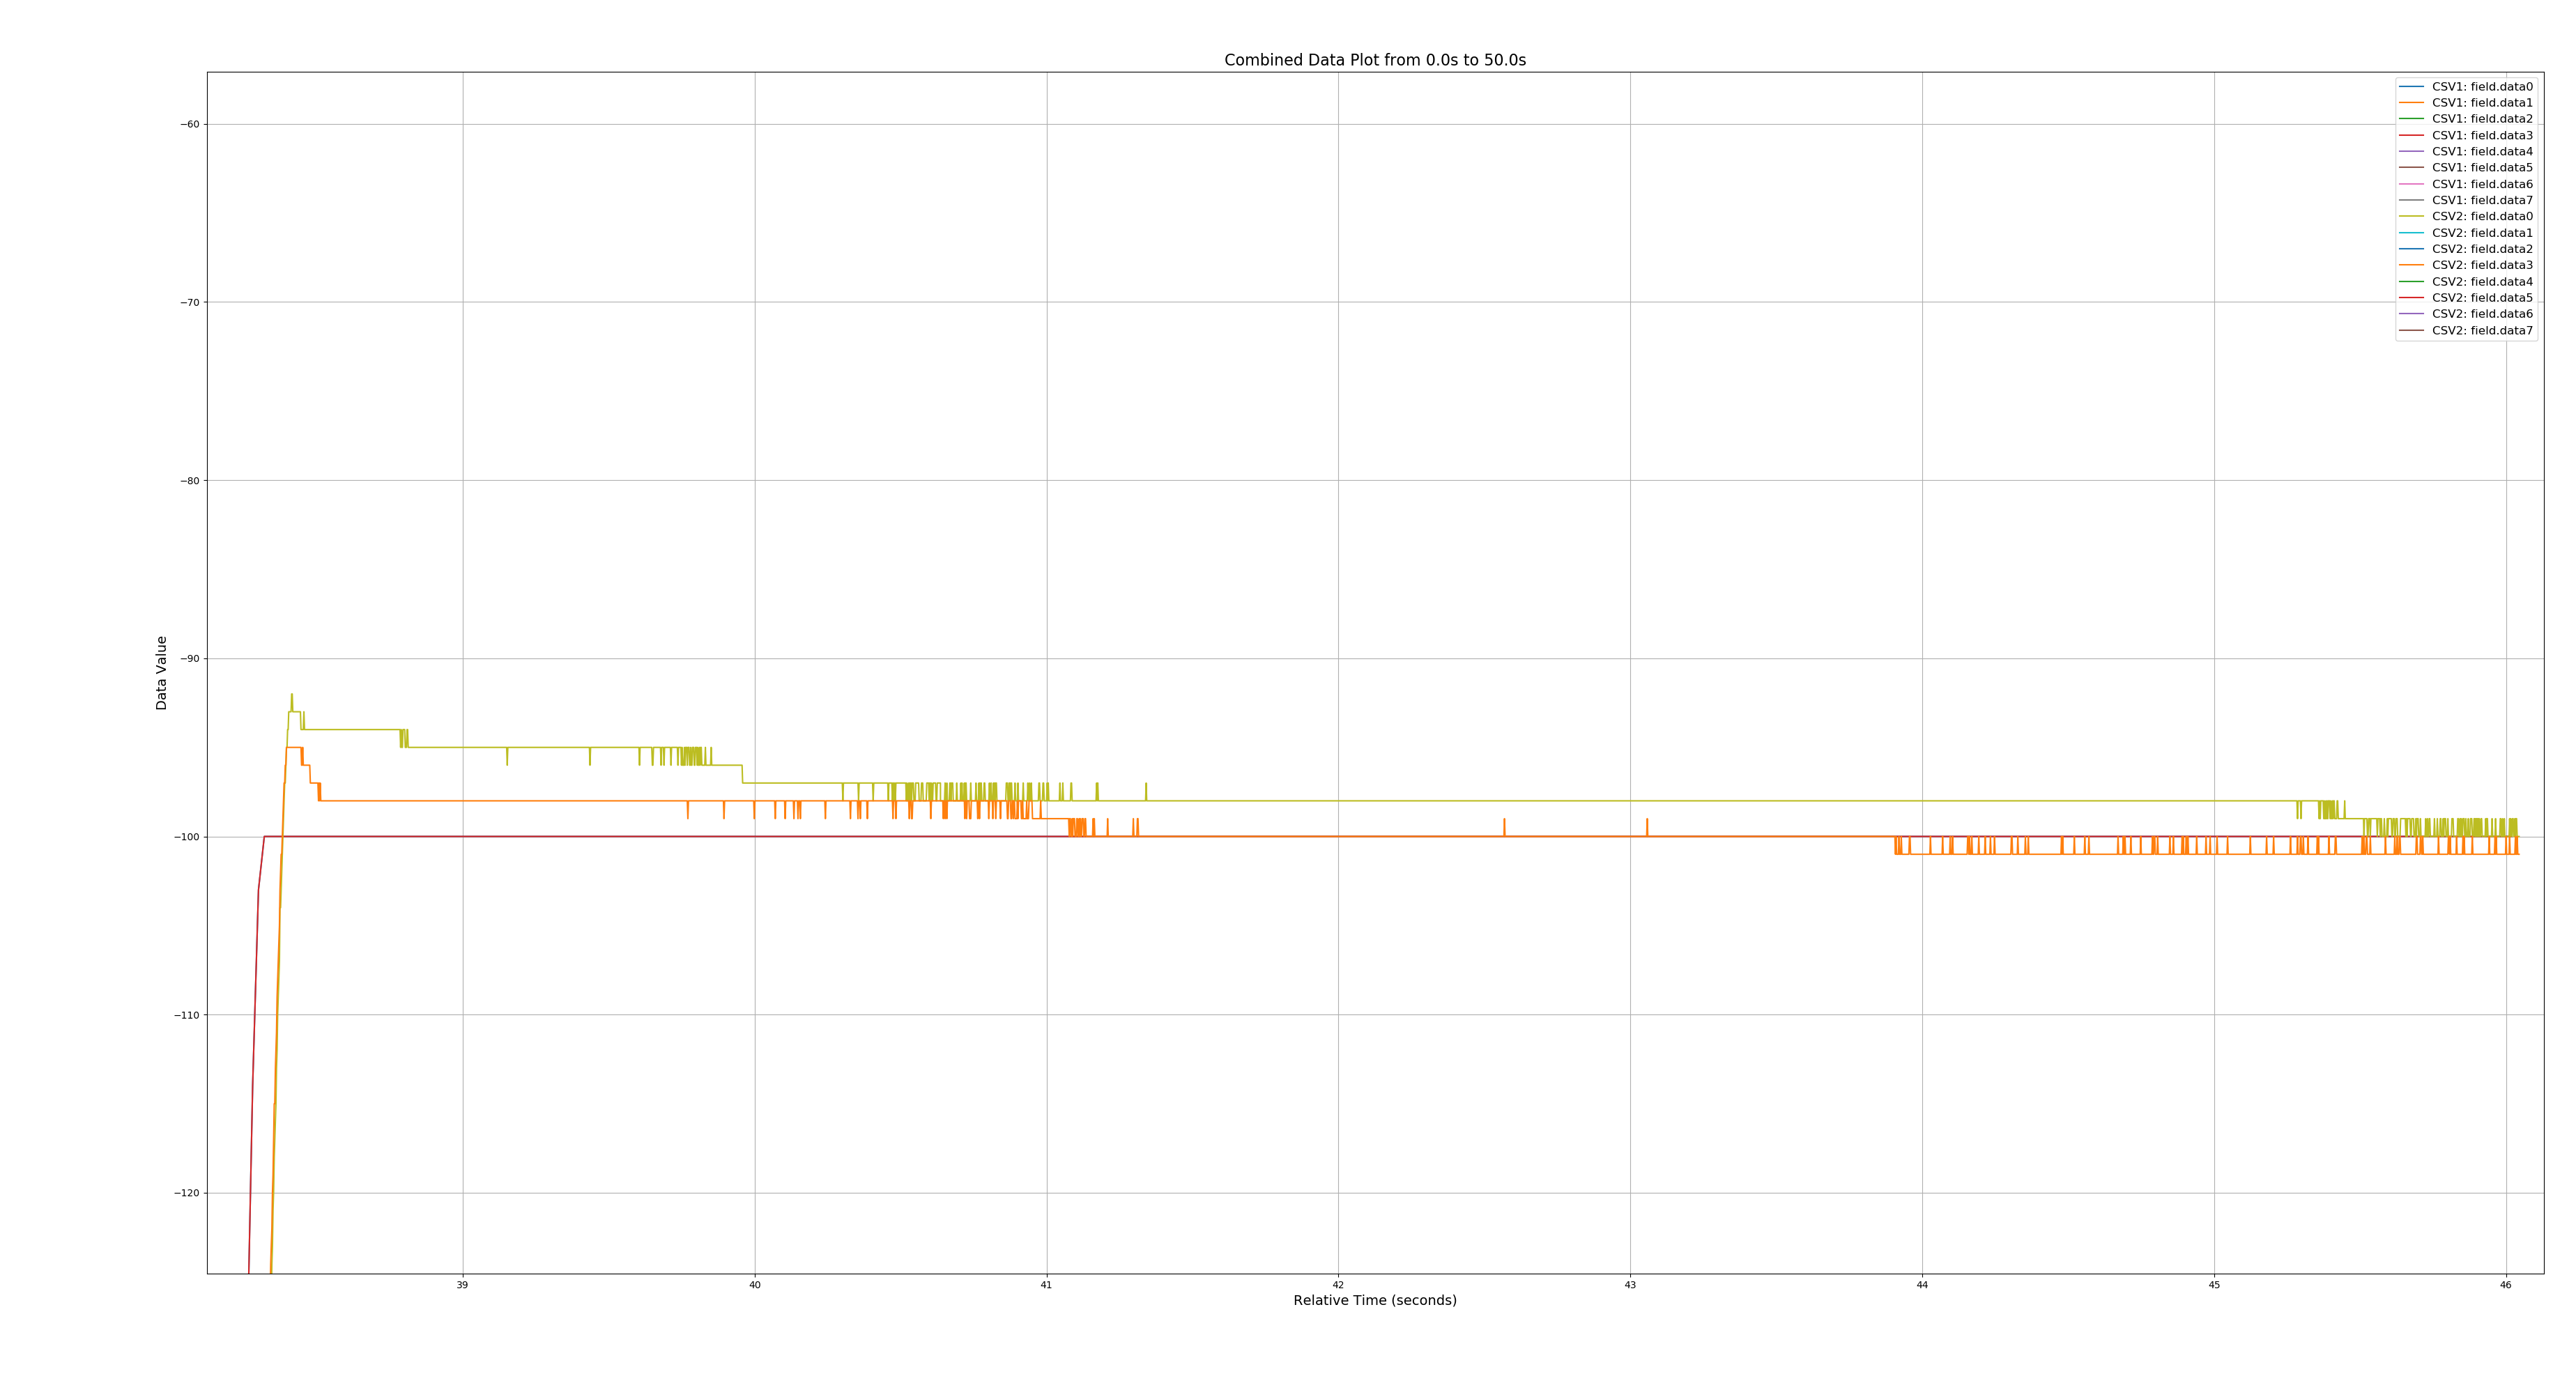 Combined Data Plot from 0.0s to 50.0s
CSV1: field.data0
CSV1: field.data1
CSV1: field.data2
CSV1: field.data3
CSV1: field.data4
CSV1: field.data5
CSV1: field.data6
CSV1: field.data7
CSV2: field.data0
CSV2: field.data1
CSV2: field.data2
CSV2: field.data3
CSV2: field.data4
CSV2: field.data5
CSV2: field.data6
CSV2: field.data7
Data Value
−60
−70
−80
−90
−100
−110
−120
39 40 41 42 43 44 45 46
Relative Time (seconds)